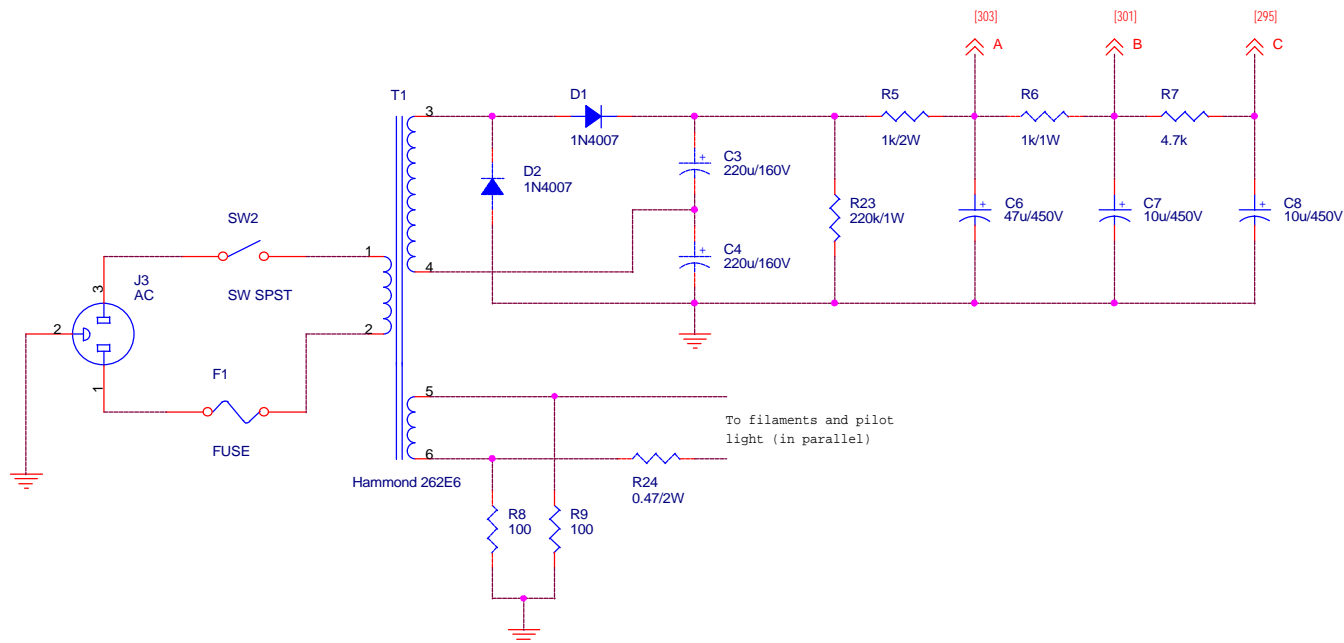 [303]
[301]
[295]
A
B
C
T1
3
D1
1N4007
R5
1k/2W
R6
1k/1W
R7
4.7k
D2
1N4007
+
C3
220u/160V
R23
220k/1W
+
C6
47u/450V
+
C7
10u/450V
+
C8
10u/450V
SW2
SW SPST
1
4
+
C4
220u/160V
J3
AC
3
2
1
2
F1
FUSE
5
6
To filaments and pilot
light (in parallel)
Hammond 262E6
R24
0.47/2W
R8
100
R9
100